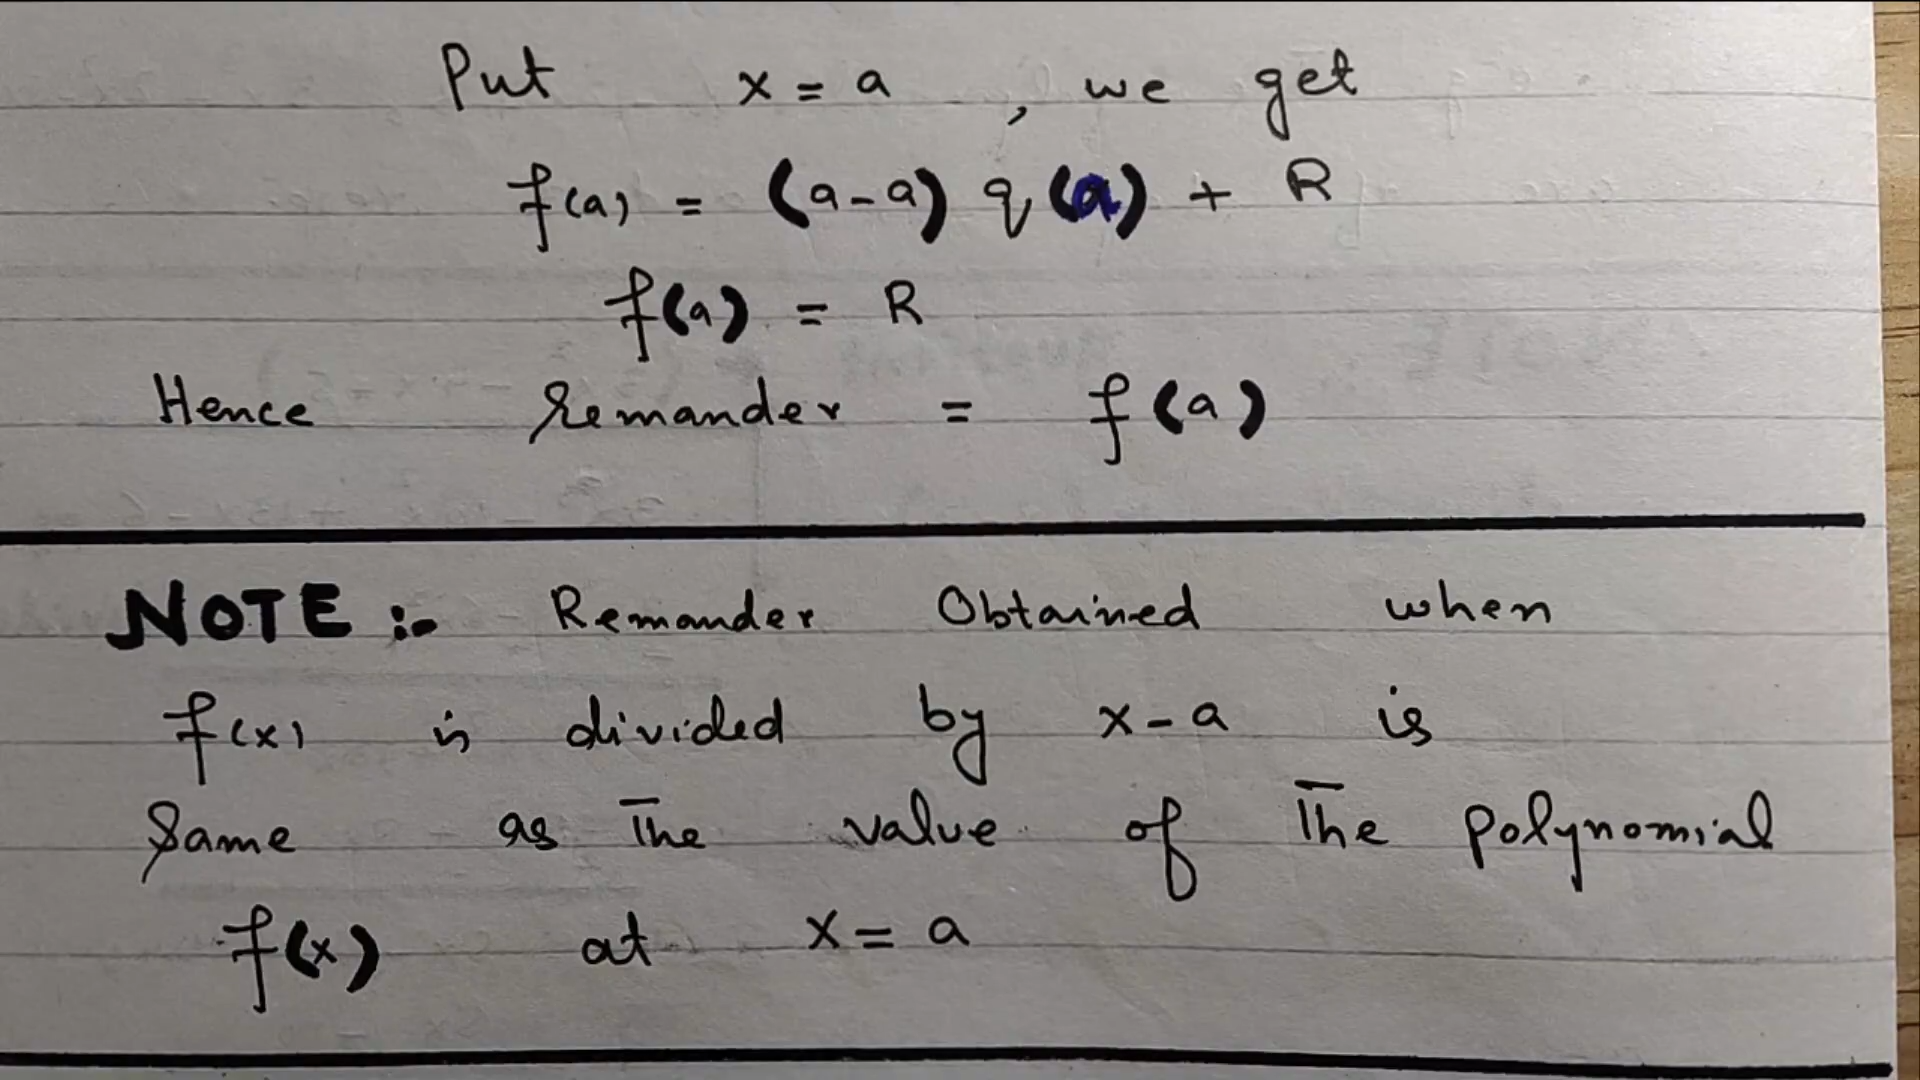 Put x = a , we get
f(a) = (a-a) q(a) + R
f(a) = R
Hence remander = f(a)
NOTE :- Remander Obtained when
f(x) is divided by x-a is
Same as The value of The polynomial
f(x) at x = a